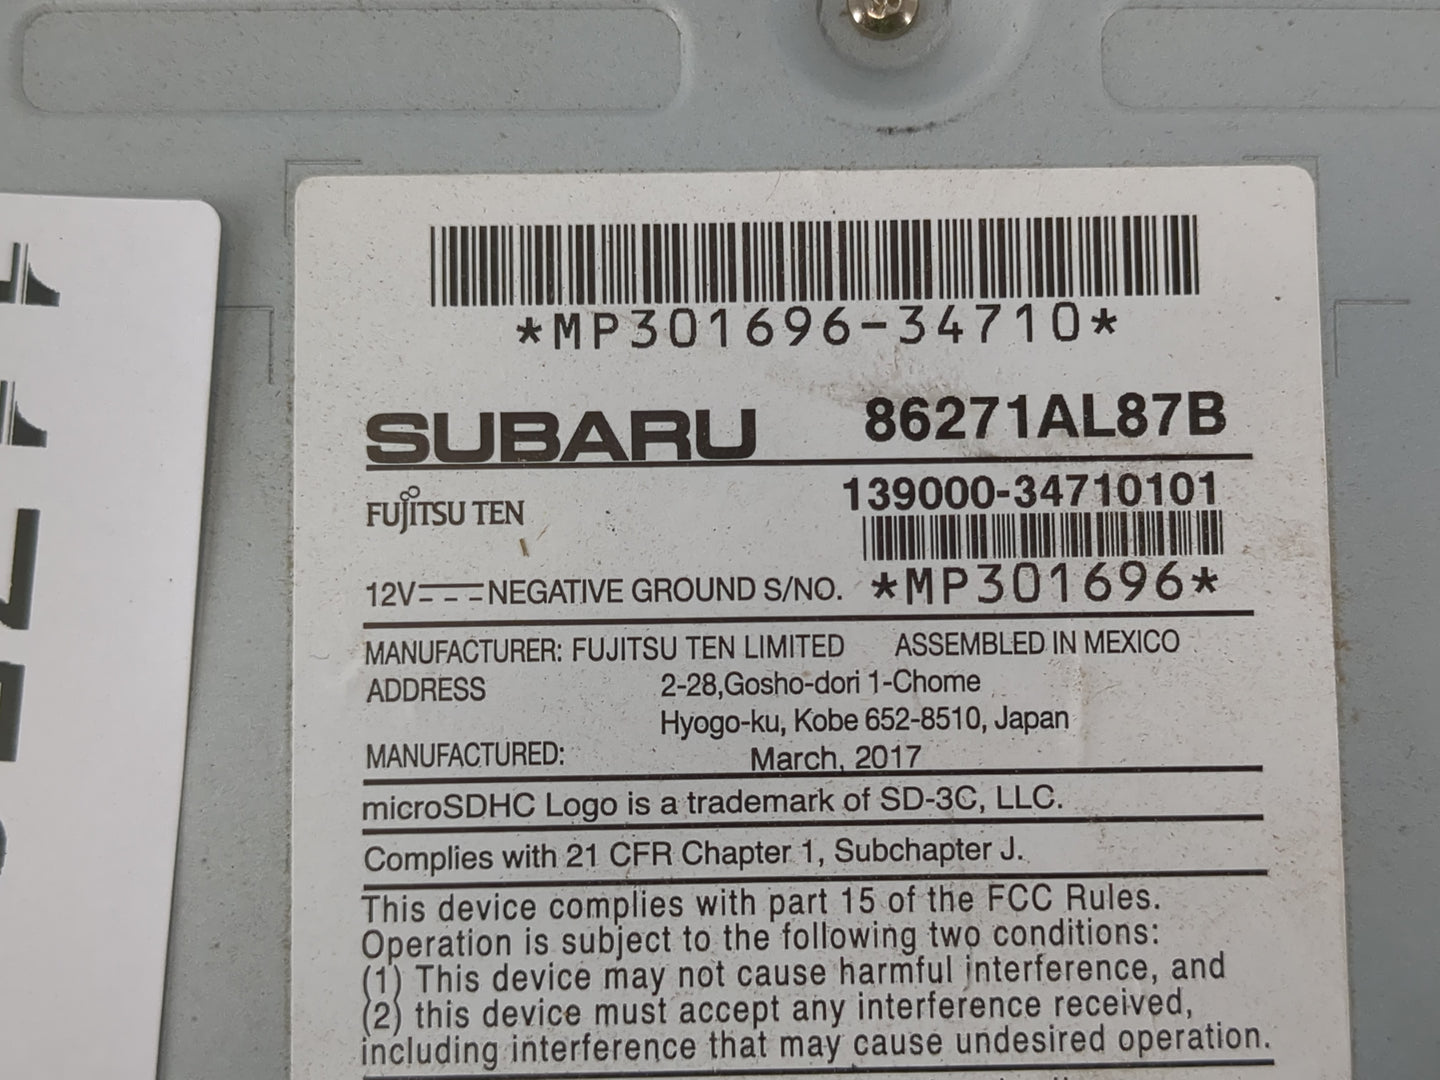 *MP301696-34710*
SUBARU 86271AL87B
FUJITSU TEN 139000-34710101
12V NEGATIVE GROUND S/NO. *MP301696*
MANUFACTURER: FUJITSU TEN LIMITED ASSEMBLED IN MEXICO
ADDRESS 2-28,Gosho-dori 1-Chome
Hyogo-ku, Kobe 652-8510, Japan
MANUFACTURED: March, 2017
microSDHC Logo is a trademark of SD-3C, LLC.
Complies with 21 CFR Chapter 1, Subchapter J.
This device complies with part 15 of the FCC Rules.
Operation is subject to the following two conditions:
(1) This device may not cause harmful interference, and
(2) this device must accept any interference received,
including interference that may cause undesired operation.